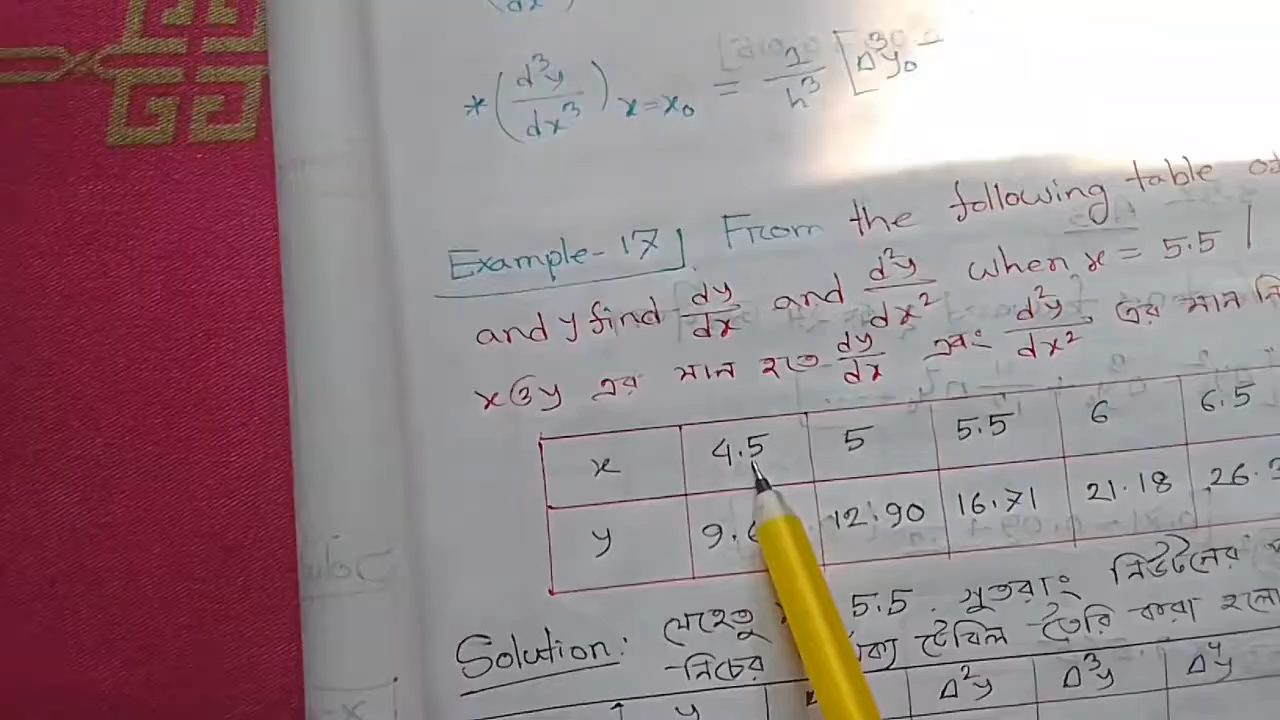 *(d³y/dx³) x=x₀ = 1/h³ [Δ³y₀ −
Example-17] From the following table of
and y find dy/dx and d²y/dx² when x = 5.5 |
x ও y এর মান হতে dy/dx এবং d²y/dx² এর মান
x 4.5 5 5.5 6 6.5
y 9. 12.90 16.71 21.18 26.
Solution: যেহেতু 5.5. সুতরাং নিউটনের
নিচের টেবিল তৈরি করা হলো
y Δ²y Δ³y Δ⁴y